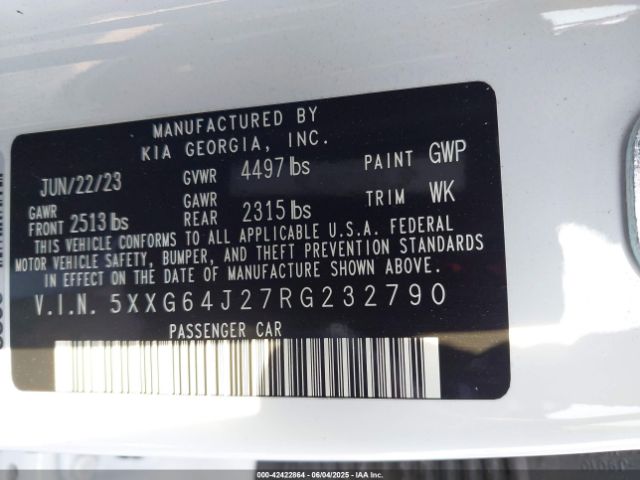 MANUFACTURED BY
KIA GEORGIA, INC.
JUN/22/23 GVWR 4497 lbs PAINT GWP
GAWR FRONT 2513 lbs GAWR REAR 2315 lbs TRIM WK
THIS VEHICLE CONFORMS TO ALL APPLICABLE U.S.A. FEDERAL
MOTOR VEHICLE SAFETY, BUMPER, AND THEFT PREVENTION STANDARDS
IN EFFECT ON THE DATE OF MANUFACTURE SHOWN ABOVE.
V.I.N. 5XXG64J27RG232790
PASSENGER CAR
000-42422864 | 06/04/2025 - IAA Inc.